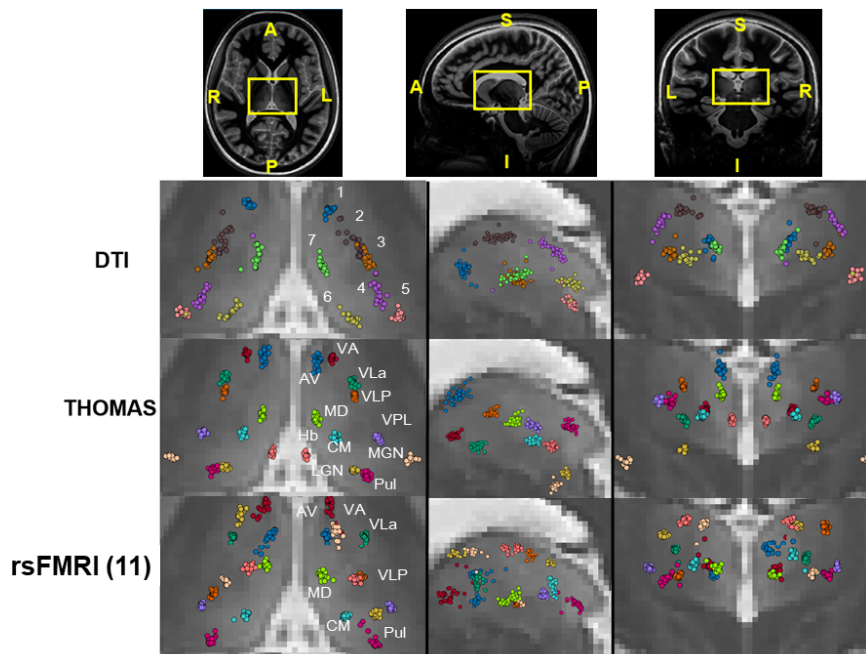 A
R
L
P
S
A
P
I
S
L
R
I
DTI
1
2
7
3
6
4
5
THOMAS
VA
AV
VLa
VLP
MD
VPL
Hb
CM
MGN
LGN
Pul
rsFMRI (11)
AV
VA
VLa
VLP
MD
CM
Pul